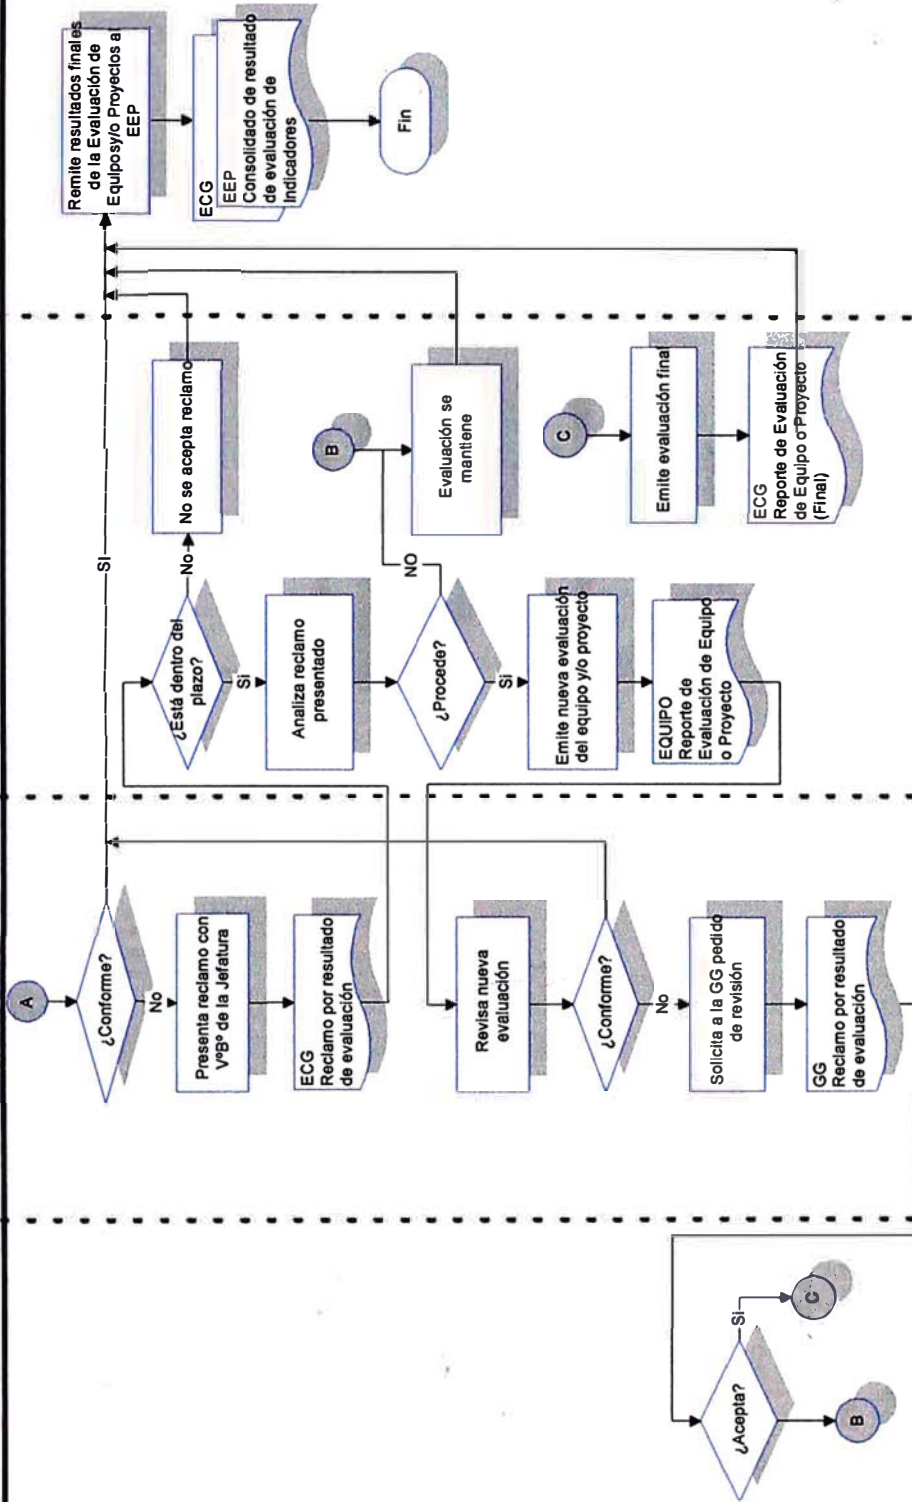 ¿Acepta?
Si
C
B
A
¿Conforme?
SI
No
Presenta reclamo con
VºBº de la Jefatura
ECG
Reclamo por resultado
de evaluación
Revisa nueva
evaluación
¿Conforme?
No
Solicita a la GG pedido
de revisión
GG
Reclamo por resultado
de evaluación
¿Está dentro del
plazo?
No
No se acepta reclamo
Si
Analiza reclamo
presentado
¿Procede?
NO
B
Evaluación se
mantiene
Si
Emite nueva evaluación
del equipo y/o proyecto
EQUIPO
Reporte de
Evaluación de Equipo
o Proyecto
C
Emite evaluación final
ECG
Reporte de Evaluación
de Equipo o Proyecto
(Final)
Remite resultados finales
de la Evaluación de
Equiposy/o Proyectos al
EEP
ECG
EEP
Consolidado de resultado
de evaluación de
Indicadores
Fin